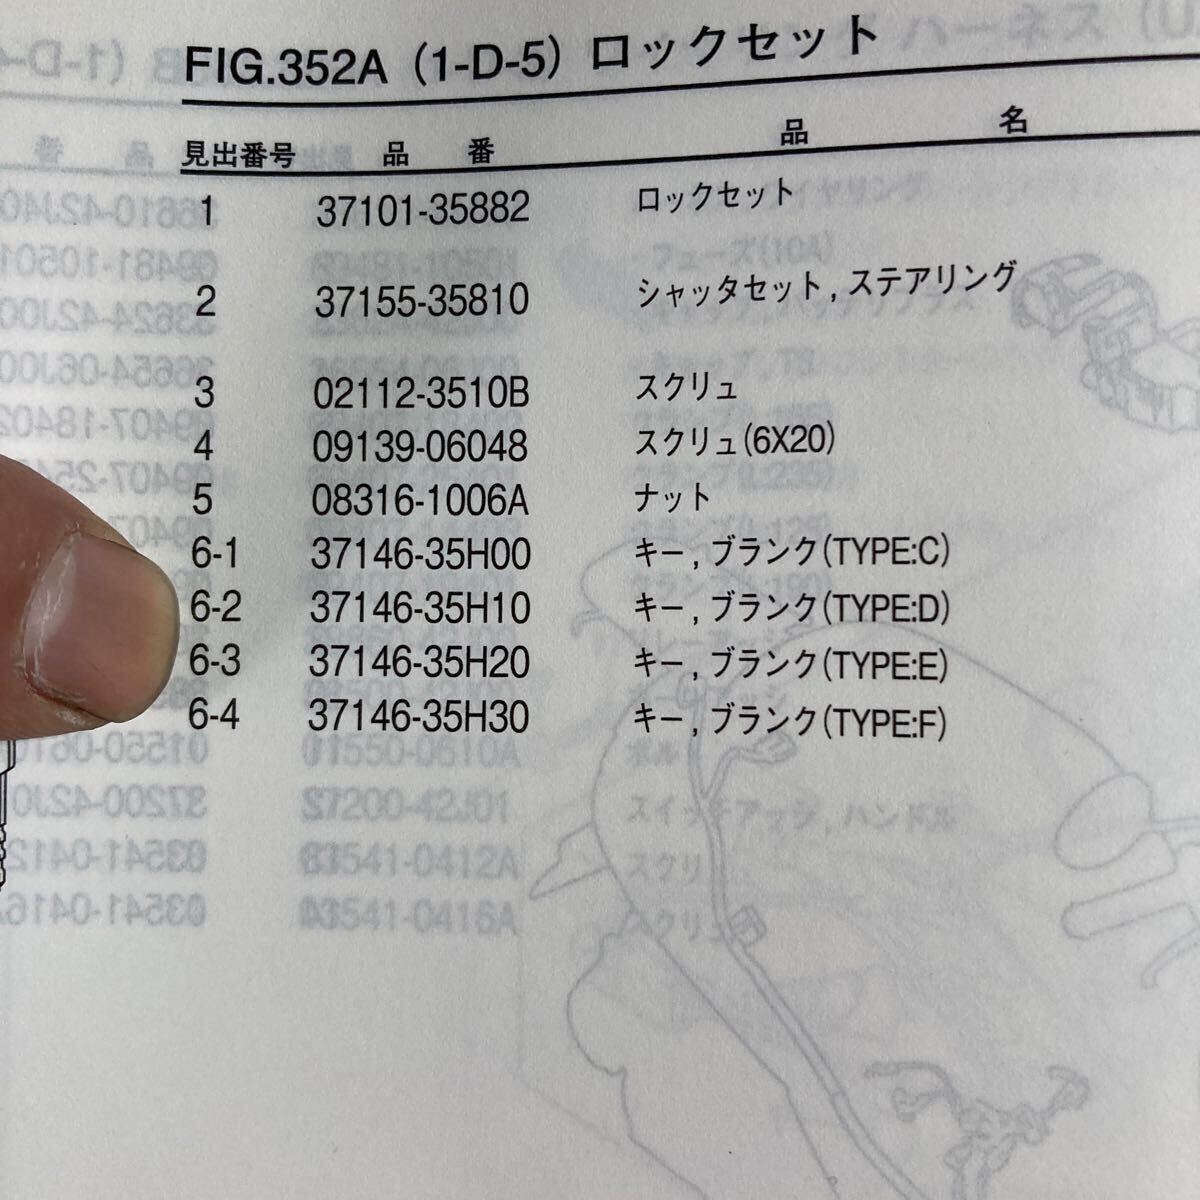 FIG.352A (1-D-5) ロックセット
見出番号 品 番 品 名
1 37101-35882 ロックセット
2 37155-35810 シャッタセット, ステアリング
3 02112-3510B スクリュ
4 09139-06048 スクリュ(6X20)
5 08316-1006A ナット
6-1 37146-35H00 キー, ブランク(TYPE:C)
6-2 37146-35H10 キー, ブランク(TYPE:D)
6-3 37146-35H20 キー, ブランク(TYPE:E)
6-4 37146-35H30 キー, ブランク(TYPE:F)